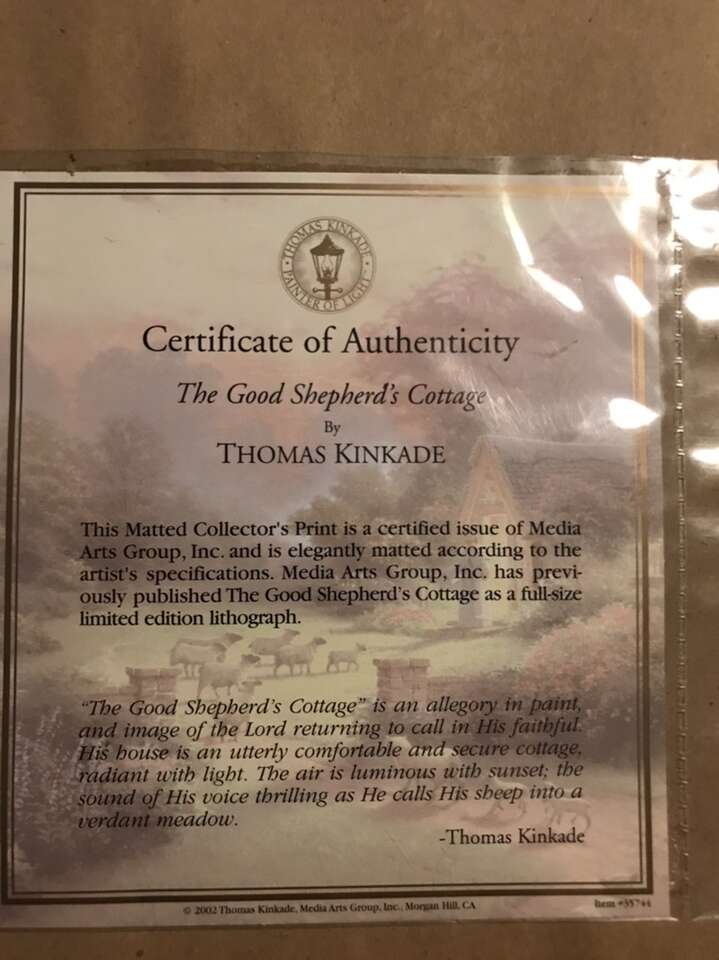 THOMAS KINKADE
PAINTER OF LIGHT
Certificate of Authenticity
The Good Shepherd's Cottage
By
THOMAS KINKADE
This Matted Collector's Print is a certified issue of Media
Arts Group, Inc. and is elegantly matted according to the
artist's specifications. Media Arts Group, Inc. has previ-
ously published The Good Shepherd's Cottage as a full-size
limited edition lithograph.
"The Good Shepherd's Cottage" is an allegory in paint,
and image of the Lord returning to call in His faithful.
His house is an utterly comfortable and secure cottage,
radiant with light. The air is luminous with sunset; the
sound of His voice thrilling as He calls His sheep into a
verdant meadow.
-Thomas Kinkade
© 2002 Thomas Kinkade, Media Arts Group, Inc., Morgan Hill, CA
Item